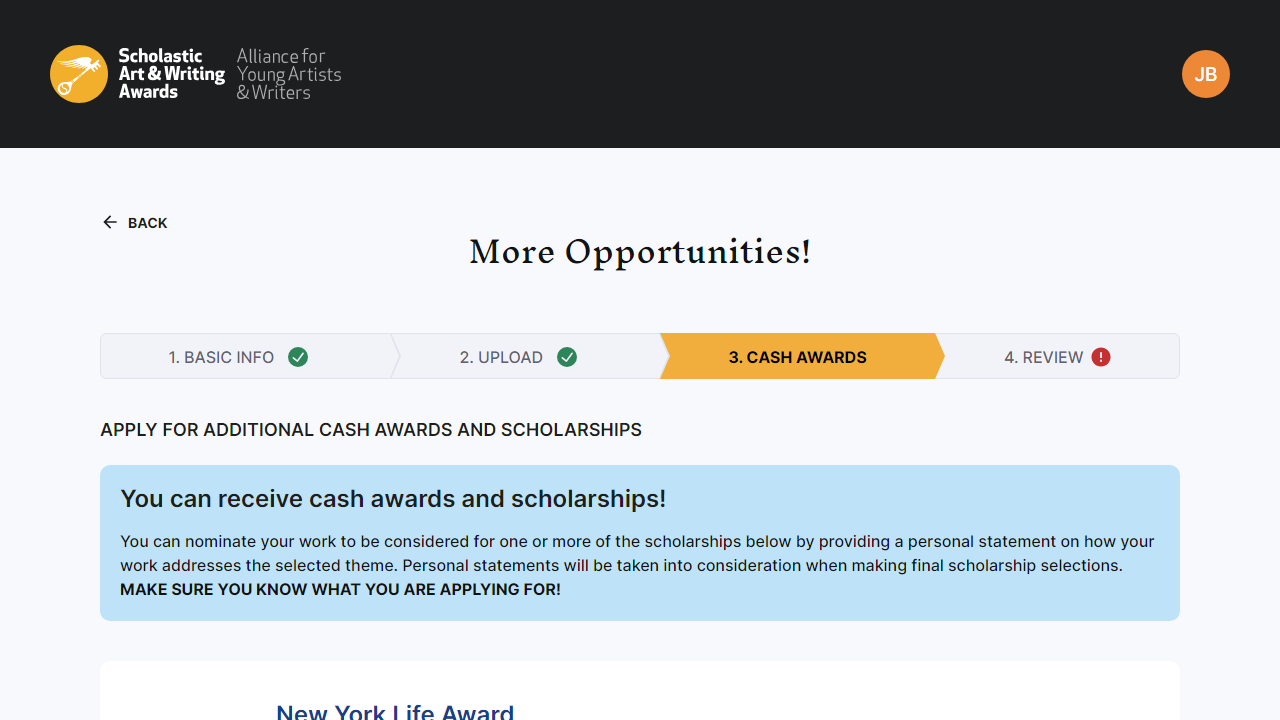 Scholastic
Art & Writing
Awards
Alliance for
Young Artists
& Writers
JB
BACK
More Opportunities!
1. BASIC INFO
2. UPLOAD
3. CASH AWARDS
4. REVIEW
APPLY FOR ADDITIONAL CASH AWARDS AND SCHOLARSHIPS
You can receive cash awards and scholarships!
You can nominate your work to be considered for one or more of the scholarships below by providing a personal statement on how your
work addresses the selected theme. Personal statements will be taken into consideration when making final scholarship selections.
MAKE SURE YOU KNOW WHAT YOU ARE APPLYING FOR!
New York Life Award